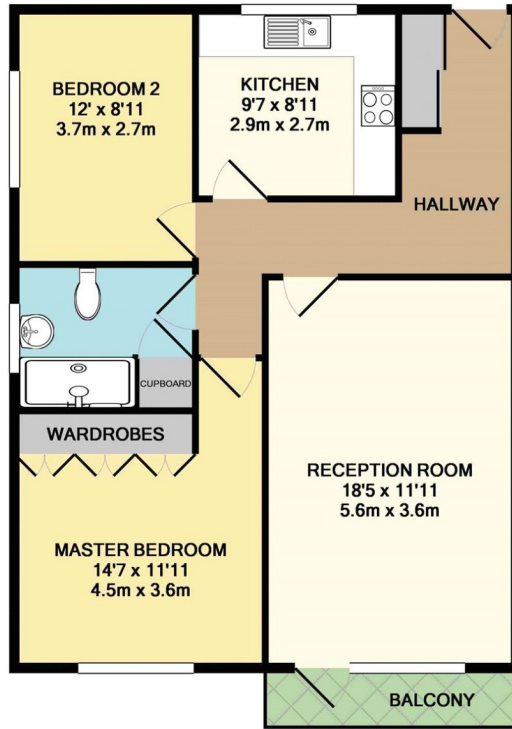 BEDROOM 2
12' x 8'11
3.7m x 2.7m
KITCHEN
9'7 x 8'11
2.9m x 2.7m
HALLWAY
CUPBOARD
WARDROBES
MASTER BEDROOM
14'7 x 11'11
4.5m x 3.6m
RECEPTION ROOM
18'5 x 11'11
5.6m x 3.6m
BALCONY